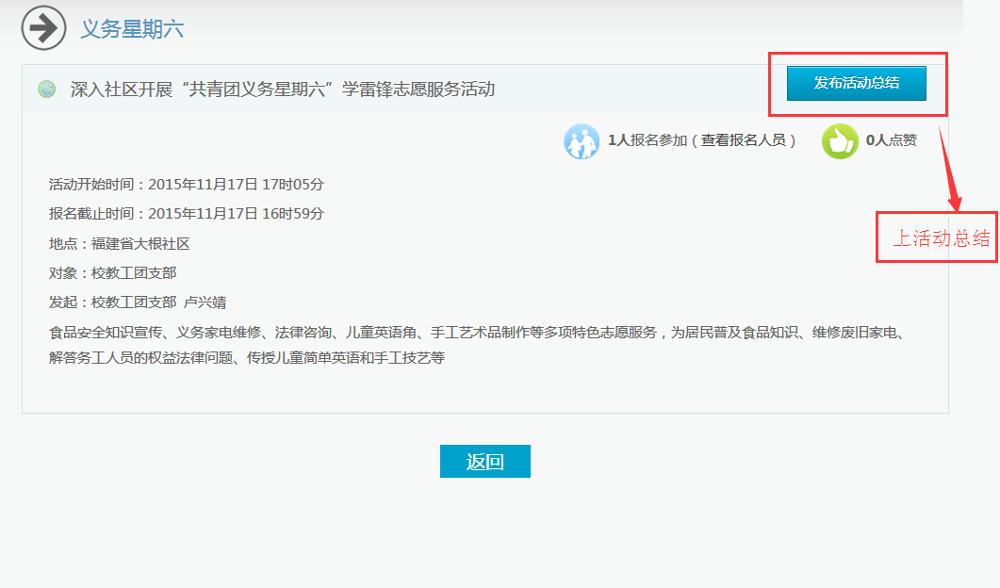 义务星期六
深入社区开展“共青团义务星期六”学雷锋志愿服务活动
发布活动总结
1人报名参加(查看报名人员)
0人点赞
活动开始时间：2015年11月17日 17时05分
报名截止时间：2015年11月17日 16时59分
地点：福建省大根社区
上活动总结
对象：校教工团支部
发起：校教工团支部 卢兴婧
食品安全知识宣传、义务家电维修、法律咨询、儿童英语角、手工艺术品制作等多项特色志愿服务，为居民普及食品知识、维修废旧家电、
解答务工人员的权益法律问题、传授儿童简单英语和手工技艺等
返回